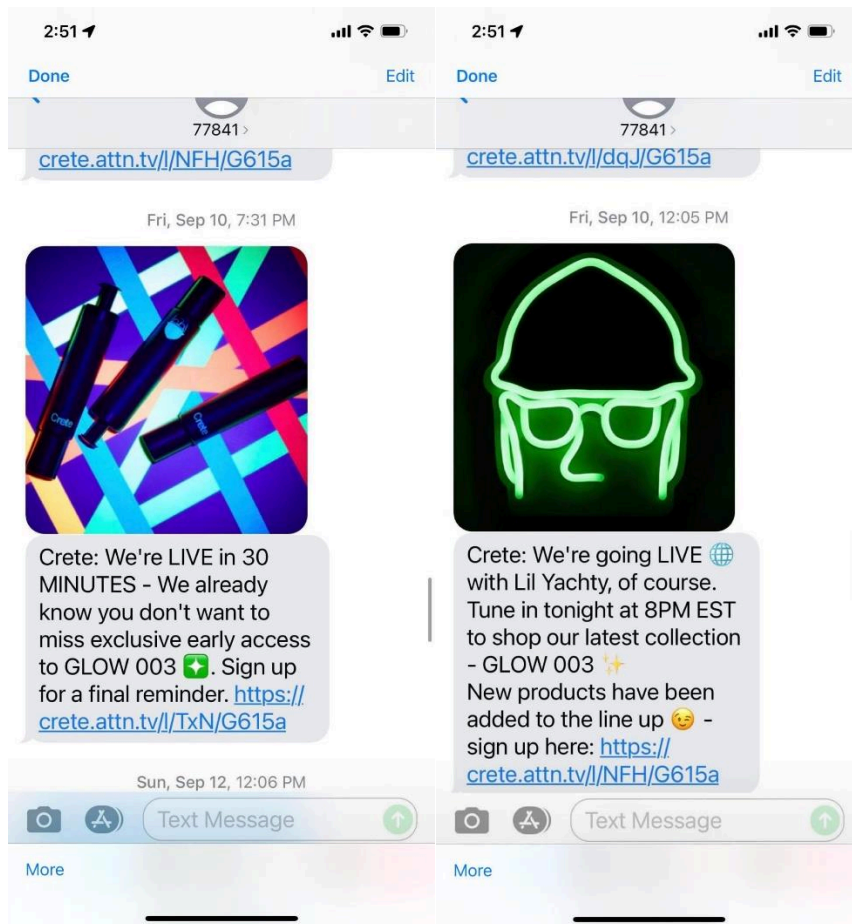 2:51
Done
Edit
77841 >
crete.attn.tv/l/NFH/G615a
Fri, Sep 10, 7:31 PM
Crete
Crete
Crete: We're LIVE in 30
MINUTES - We already
know you don't want to
miss exclusive early access
to GLOW 003 ❇️. Sign up
for a final reminder. https://
crete.attn.tv/l/TxN/G615a
Sun, Sep 12, 12:06 PM
Text Message
More
2:51
Done
Edit
77841 >
crete.attn.tv/l/dqJ/G615a
Fri, Sep 10, 12:05 PM
Crete: We're going LIVE 🌐
with Lil Yachty, of course.
Tune in tonight at 8PM EST
to shop our latest collection
- GLOW 003 ✨
New products have been
added to the line up 😉 -
sign up here: https://
crete.attn.tv/l/NFH/G615a
Text Message
More